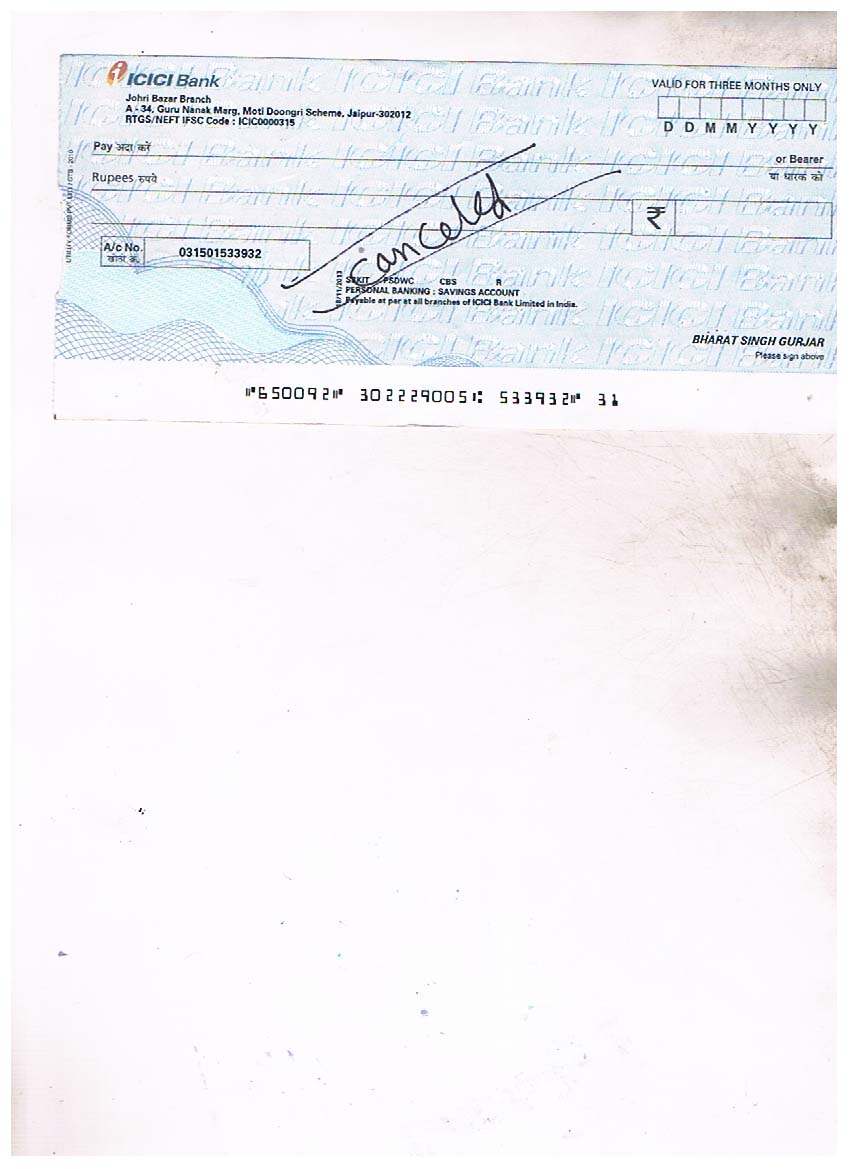 ICICI Bank
Johri Bazar Branch
A - 34, Guru Nanak Marg, Moti Doongri Scheme, Jaipur-302012
RTGS/NEFT IFSC Code : ICIC0000315
VALID FOR THREE MONTHS ONLY
D D M M Y Y Y Y
Pay अदा करें
or Bearer
या धारक को
Rupees रुपये
₹
A/c No.
खाता क्र.
031501533932
Canceled
PSDWC CBS R
PERSONAL BANKING : SAVINGS ACCOUNT
Payable at par at all branches of ICICI Bank Limited in India.
BHARAT SINGH GURJAR
Please sign above
⑈650092⑈ 302229005⑆ 533932⑈ 31